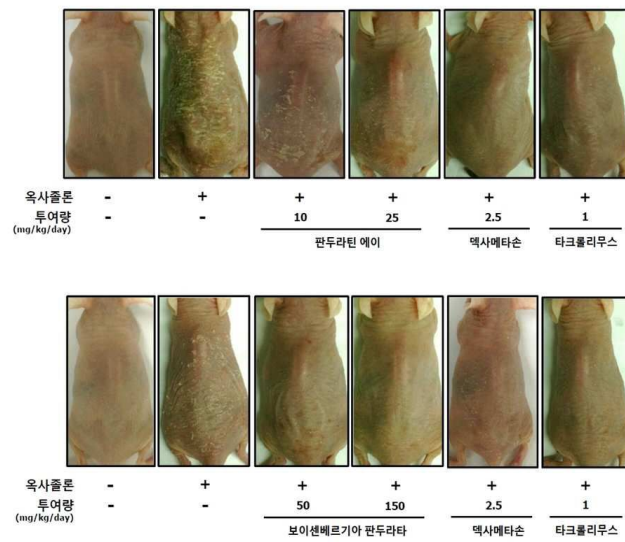 옥사졸론 - + + + + +
투여량 - - 10 25 2.5 1
(mg/kg/day)
판두라틴 에이 덱사메타손 타크롤리무스
옥사졸론 - + + + + +
투여량 - - 50 150 2.5 1
(mg/kg/day)
보이센베르기아 판두라타 덱사메타손 타크롤리무스